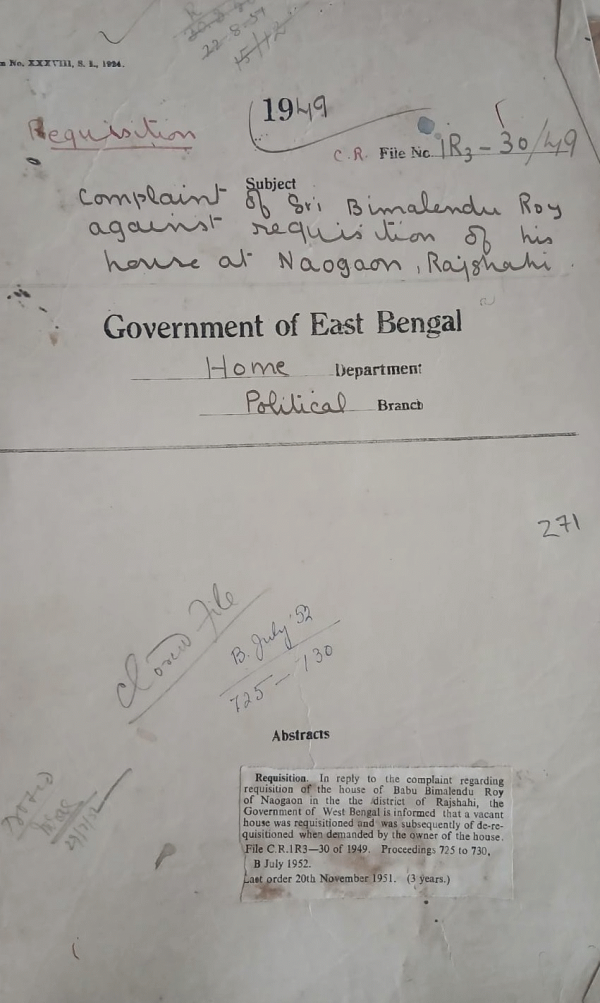 22-8-54
15/12
No. XXXVIII, S. I., 1924.
Requisition
1949
C.R. File No. 1R3-30/49
Subject
Complaint of Sri Bimalendu Roy
against requisition of his
house at Naogaon, Rajshahi.
Government of East Bengal
Home Department
Political Branch
271
Closed File
B. July '52
725-730
Abstracts
Requisition. In reply to the complaint regarding
requisition of the house of Babu Bimalendu Roy
of Naogaon in the the district of Rajshahi, the
Government of West Bengal is informed that a vacant
house was requisitioned and was subsequently of de-re-
quisitioned when demanded by the owner of the house.
File C.R.1R3—30 of 1949. Proceedings 725 to 730,
B July 1952.
Last order 20th November 1951. (3 years.)